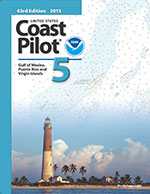 43rd Edition 2015
UNITED STATES
Coast
Pilot®
5
Gulf of Mexico,
Puerto Rico and
Virgin Islands